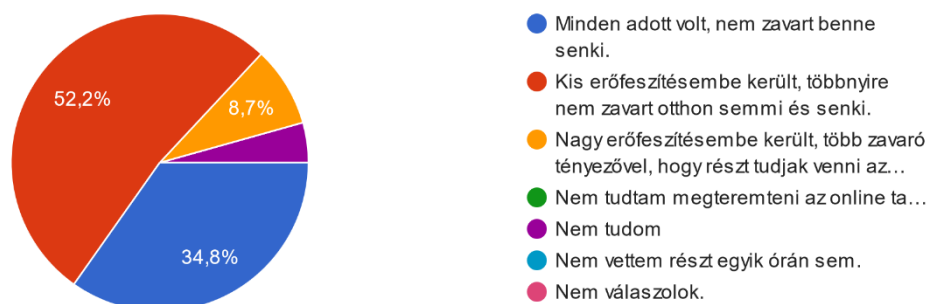 52,2%
8,7%
34,8%
Minden adott volt, nem zavart benne
senki.
Kis erőfeszítésembe került, többnyire
nem zavart otthon semmi és senki.
Nagy erőfeszítésembe került, több zavaró
tényezővel, hogy részt tudjak venni az…
Nem tudtam megteremteni az online ta…
Nem tudom
Nem vettem részt egyik órán sem.
Nem válaszolok.